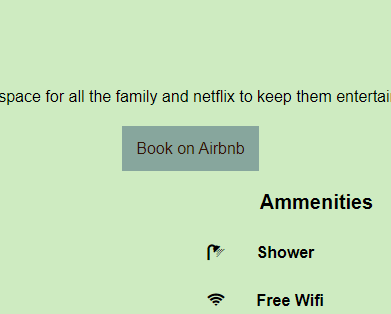 space for all the family and netflix to keep them entertai
Book on Airbnb
Ammenities
Shower
Free Wifi